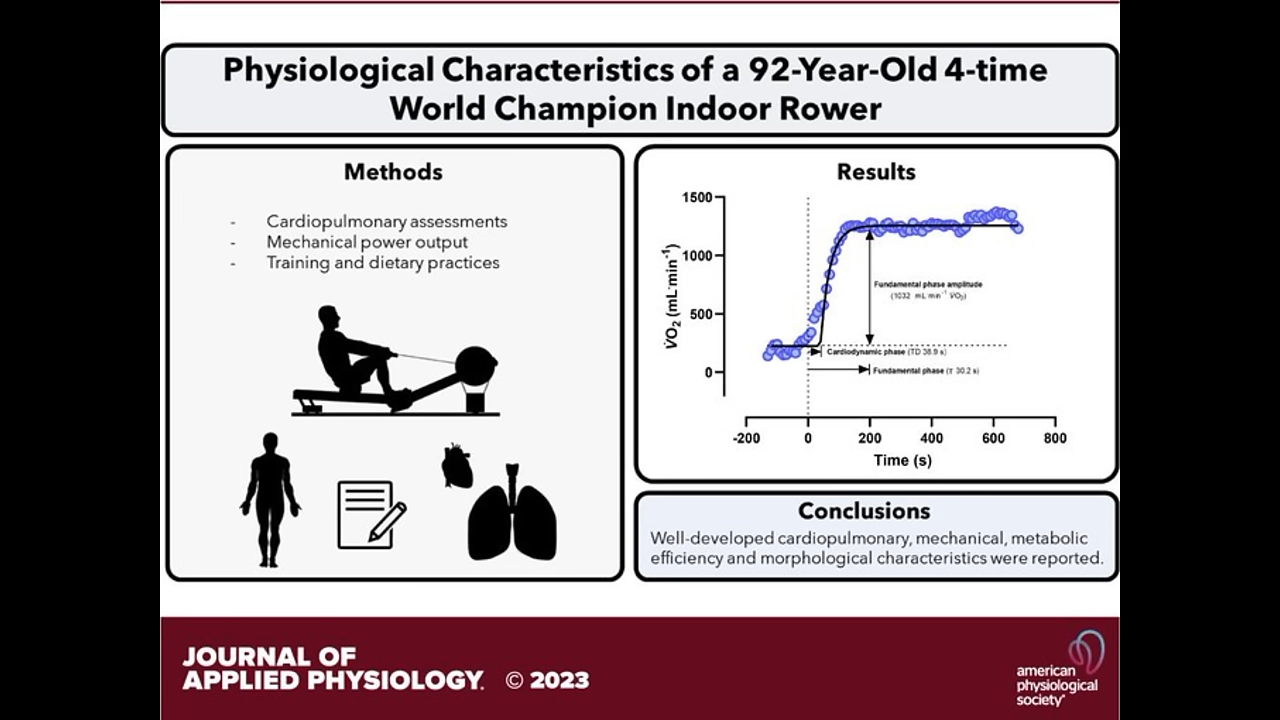 Physiological Characteristics of a 92-Year-Old 4-time
World Champion Indoor Rower
Methods
- Cardiopulmonary assessments
- Mechanical power output
- Training and dietary practices
Results
1500
1000
500
0
V̇O₂ (mL·min⁻¹)
Fundamental phase amplitude
(1032 mL·min⁻¹ V̇O₂)
Cardiodynamic phase (TD 38.9 s)
Fundamental phase (τ 30.2 s)
-200 0 200 400 600 800
Time (s)
Conclusions
Well-developed cardiopulmonary, mechanical, metabolic
efficiency and morphological characteristics were reported.
JOURNAL OF
APPLIED PHYSIOLOGY. © 2023
american
physiological
society®